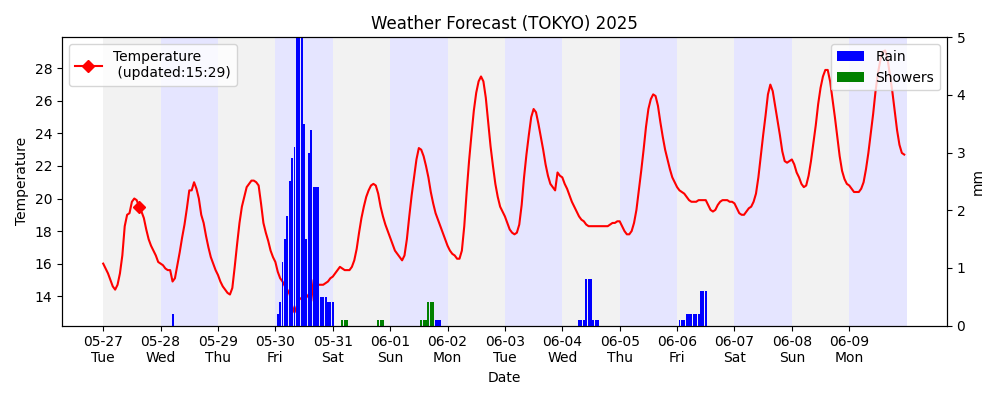 Weather Forecast (TOKYO) 2025
Temperature
(updated:15:29)
Rain
Showers
Temperature
28
26
24
22
20
18
16
14
5
4
3
2
1
0
mm
05-27 05-28 05-29 05-30 05-31 06-01 06-02 06-03 06-04 06-05 06-06 06-07 06-08 06-09
Tue Wed Thu Fri Sat Sun Mon Tue Wed Thu Fri Sat Sun Mon
Date